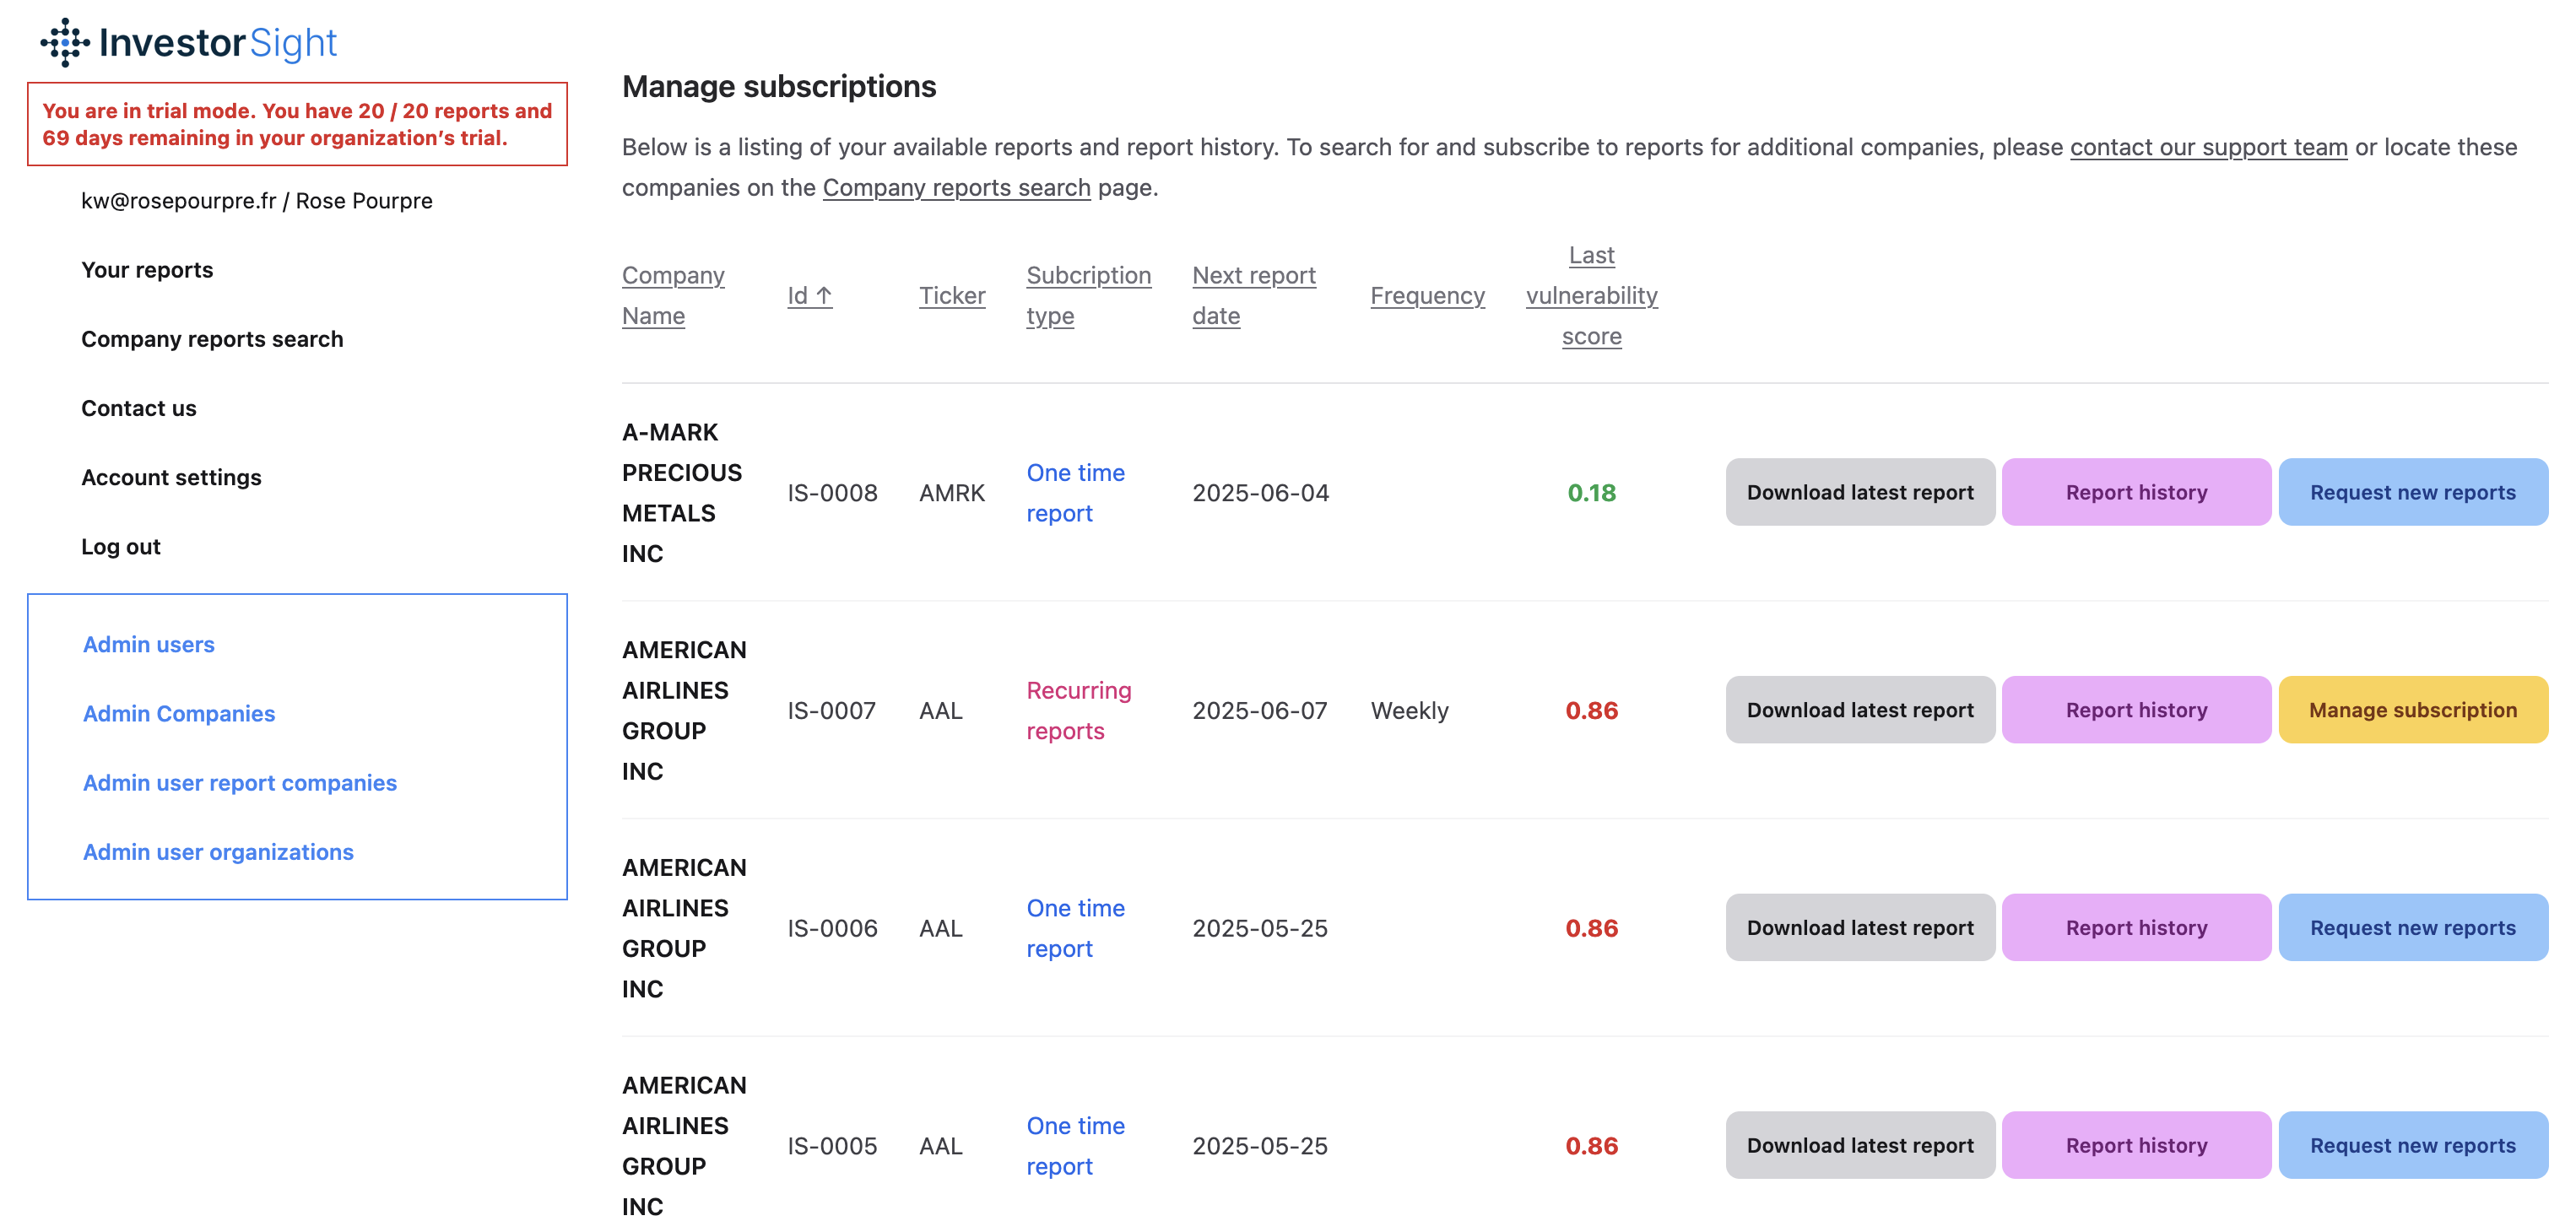 InvestorSight
You are in trial mode. You have 20 / 20 reports and
69 days remaining in your organization's trial.
kw@rosepourpre.fr / Rose Pourpre
Your reports
Company reports search
Contact us
Account settings
Log out
Admin users
Admin Companies
Admin user report companies
Admin user organizations
Manage subscriptions
Below is a listing of your available reports and report history. To search for and subscribe to reports for additional companies, please contact our support team or locate these
companies on the Company reports search page.
Company
Name
Id ↑
Ticker
Subcription
type
Next report
date
Frequency
Last
vulnerability
score
A-MARK
PRECIOUS
METALS
INC
IS-0008
AMRK
One time
report
2025-06-04
0.18
Download latest report
Report history
Request new reports
AMERICAN
AIRLINES
GROUP
INC
IS-0007
AAL
Recurring
reports
2025-06-07
Weekly
0.86
Download latest report
Report history
Manage subscription
AMERICAN
AIRLINES
GROUP
INC
IS-0006
AAL
One time
report
2025-05-25
0.86
Download latest report
Report history
Request new reports
AMERICAN
AIRLINES
GROUP
INC
IS-0005
AAL
One time
report
2025-05-25
0.86
Download latest report
Report history
Request new reports